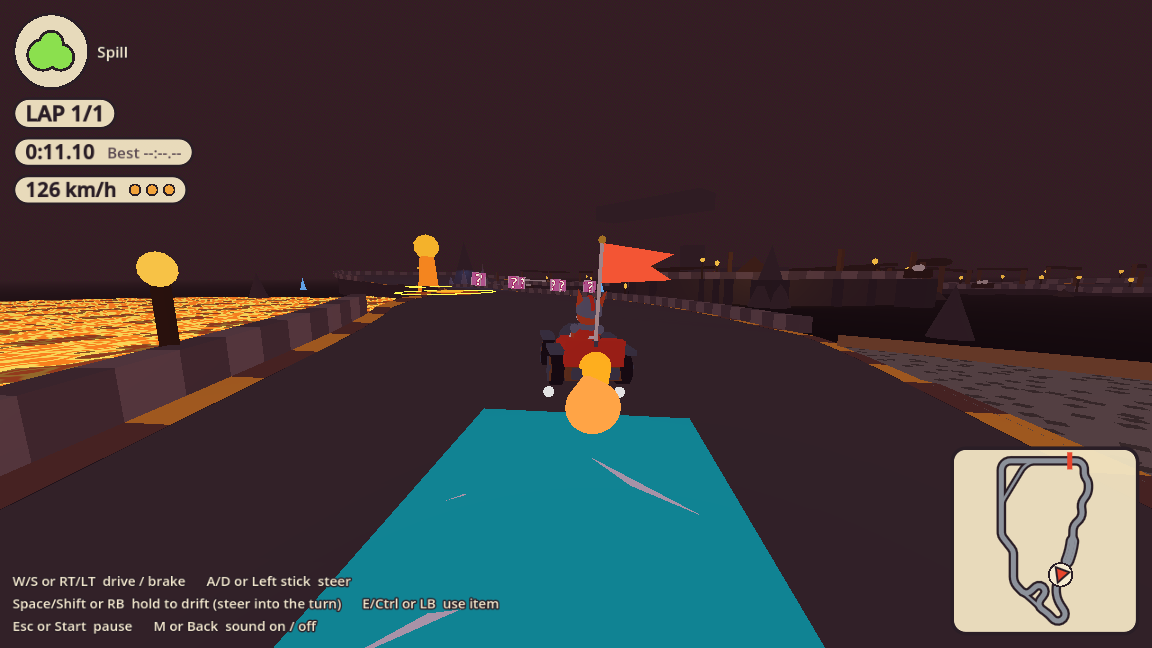 Spill
LAP 1/1
0:11.10 Best --:--.--
126 km/h
? ? ? ? ? ?
W/S or RT/LT drive / brake A/D or Left stick steer
Space/Shift or RB hold to drift (steer into the turn) E/Ctrl or LB use item
Esc or Start pause M or Back sound on / off